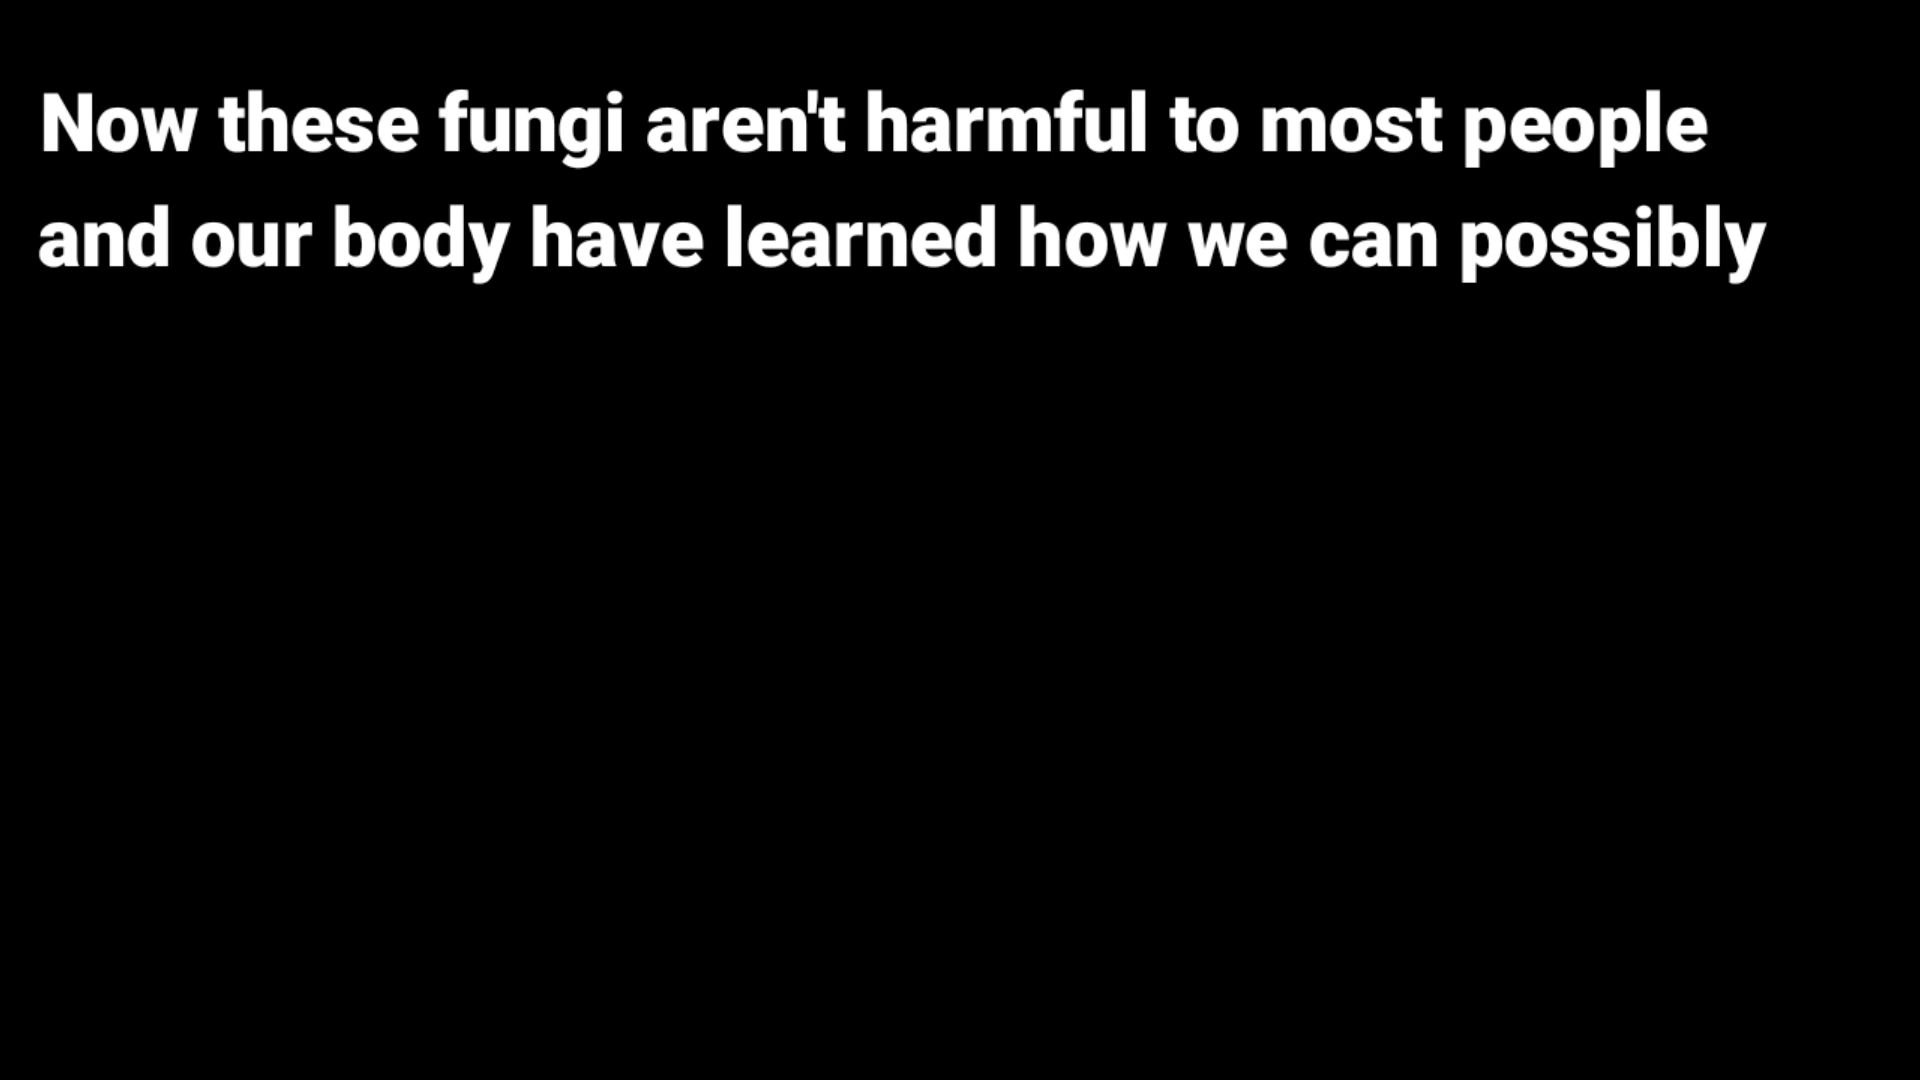 Now these fungi aren't harmful to most people
and our body have learned how we can possibly